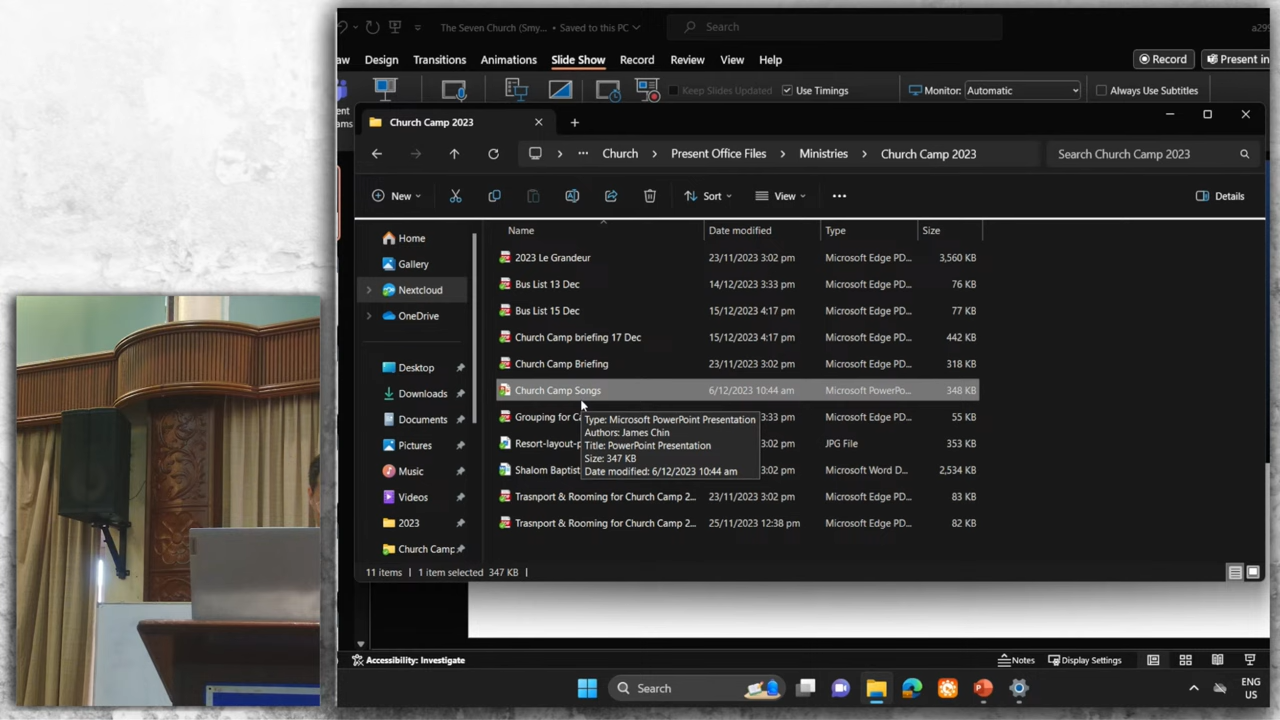 The Seven Church (Smy... • Saved to this PC
Search
a29
aw Design Transitions Animations Slide Show Record Review View Help
Record
Present in
ent
ams
Keep Slides Updated
Use Timings
Monitor: Automatic
Always Use Subtitles
Church Camp 2023
... Church > Present Office Files > Ministries > Church Camp 2023
Search Church Camp 2023
New
Sort
View
...
Details
Name Date modified Type Size
Home
Gallery
Nextcloud
OneDrive
Desktop
Downloads
Documents
Pictures
Music
Videos
2023
Church Camp
2023 Le Grandeur 23/11/2023 3:02 pm Microsoft Edge PD... 3,560 KB
Bus List 13 Dec 14/12/2023 3:33 pm Microsoft Edge PD... 76 KB
Bus List 15 Dec 15/12/2023 4:17 pm Microsoft Edge PD... 77 KB
Church Camp briefing 17 Dec 15/12/2023 4:17 pm Microsoft Edge PD... 442 KB
Church Camp Briefing 23/11/2023 3:02 pm Microsoft Edge PD... 318 KB
Church Camp Songs 6/12/2023 10:44 am Microsoft PowerPo... 348 KB
Grouping for Ca 3:33 pm Microsoft Edge PD... 55 KB
Resort-layout-p 3:02 pm JPG File 353 KB
Shalom Baptist 3:02 pm Microsoft Word D... 2,534 KB
Trasnport & Rooming for Church Camp 2... 23/11/2023 3:02 pm Microsoft Edge PD... 83 KB
Trasnport & Rooming for Church Camp 2... 25/11/2023 12:38 pm Microsoft Edge PD... 82 KB
Type: Microsoft PowerPoint Presentation
Authors: James Chin
Title: PowerPoint Presentation
Size: 347 KB
Date modified: 6/12/2023 10:44 am
11 items | 1 item selected 347 KB |
Accessibility: Investigate
Notes
Display Settings
Search
ENG
US